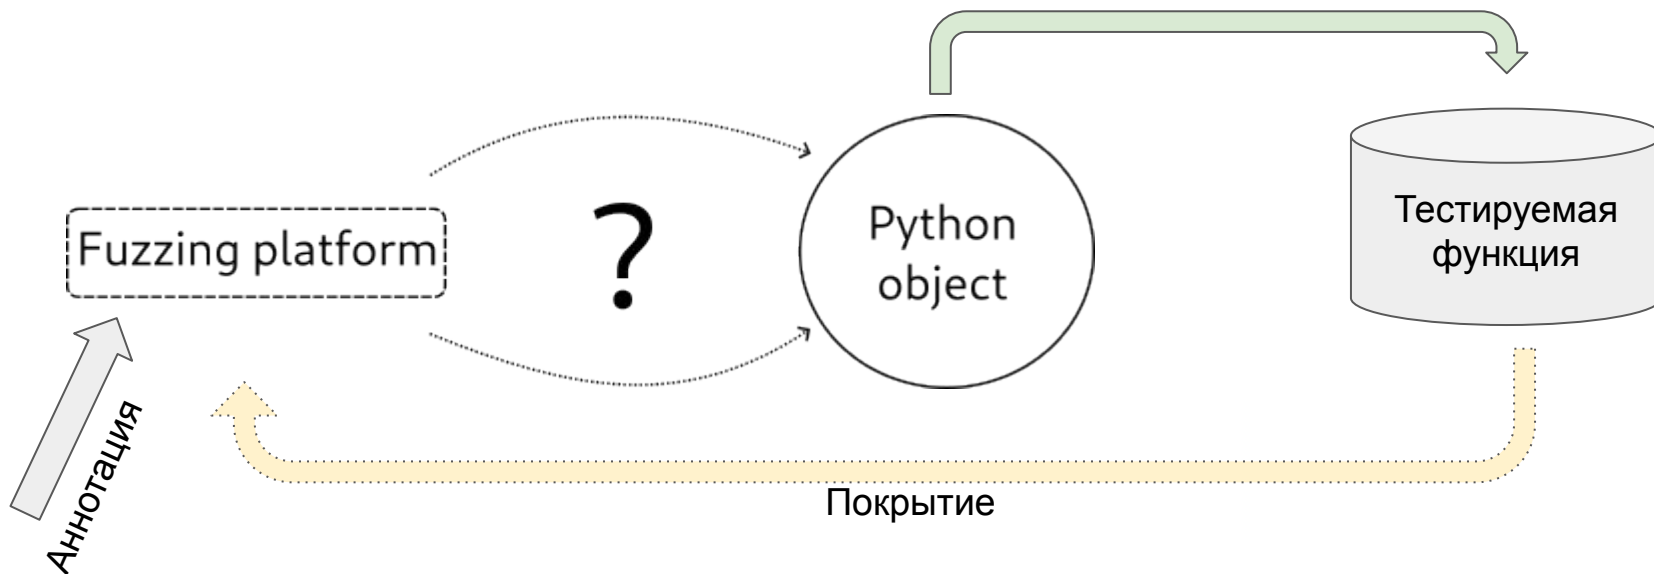 Fuzzing platform
?
Python
object
Тестируемая
функция
Аннотация
Покрытие